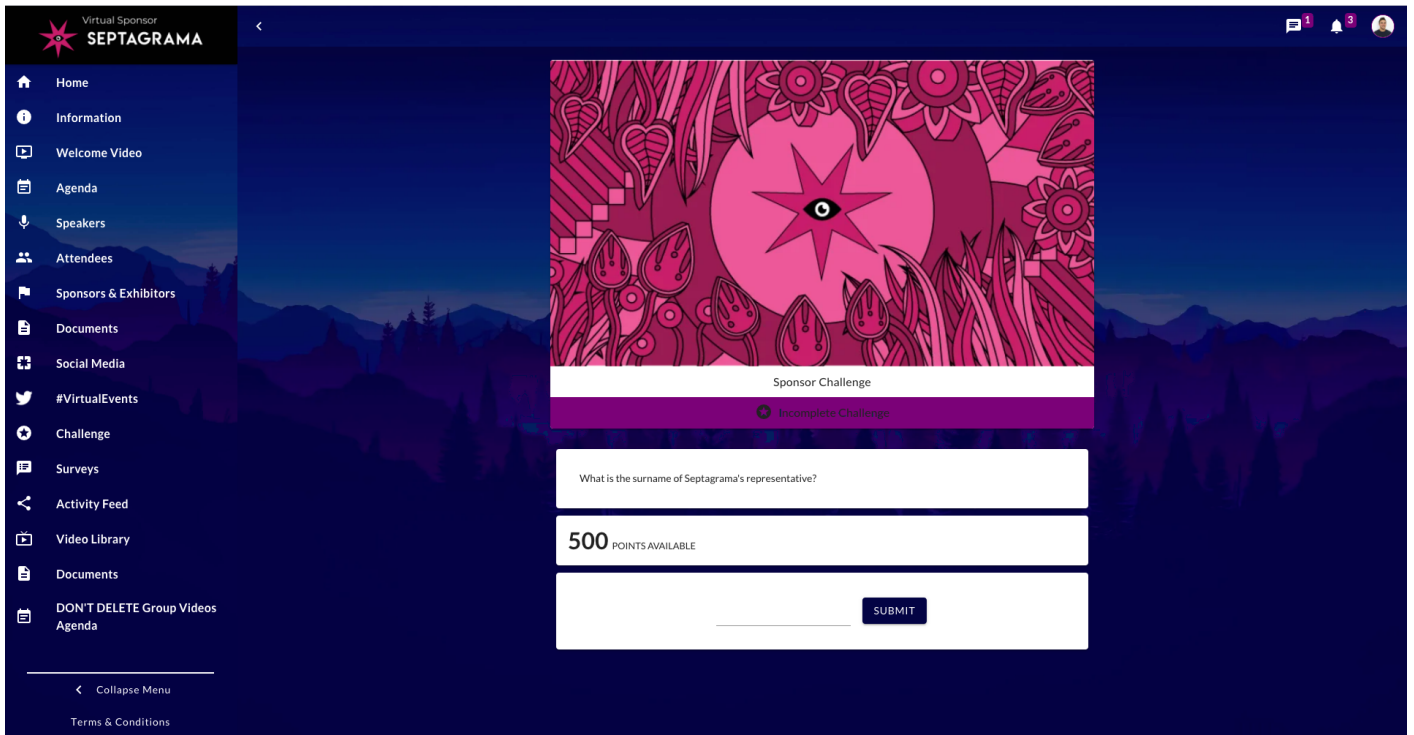 Virtual Sponsor
SEPTAGRAMA
1
3
Home
Information
Welcome Video
Agenda
Speakers
Attendees
Sponsors & Exhibitors
Documents
Social Media
#VirtualEvents
Challenge
Surveys
Activity Feed
Video Library
Documents
DON'T DELETE Group Videos
Agenda
Collapse Menu
Terms & Conditions
Sponsor Challenge
Incomplete Challenge
What is the surname of Septagrama's representative?
500 POINTS AVAILABLE
SUBMIT